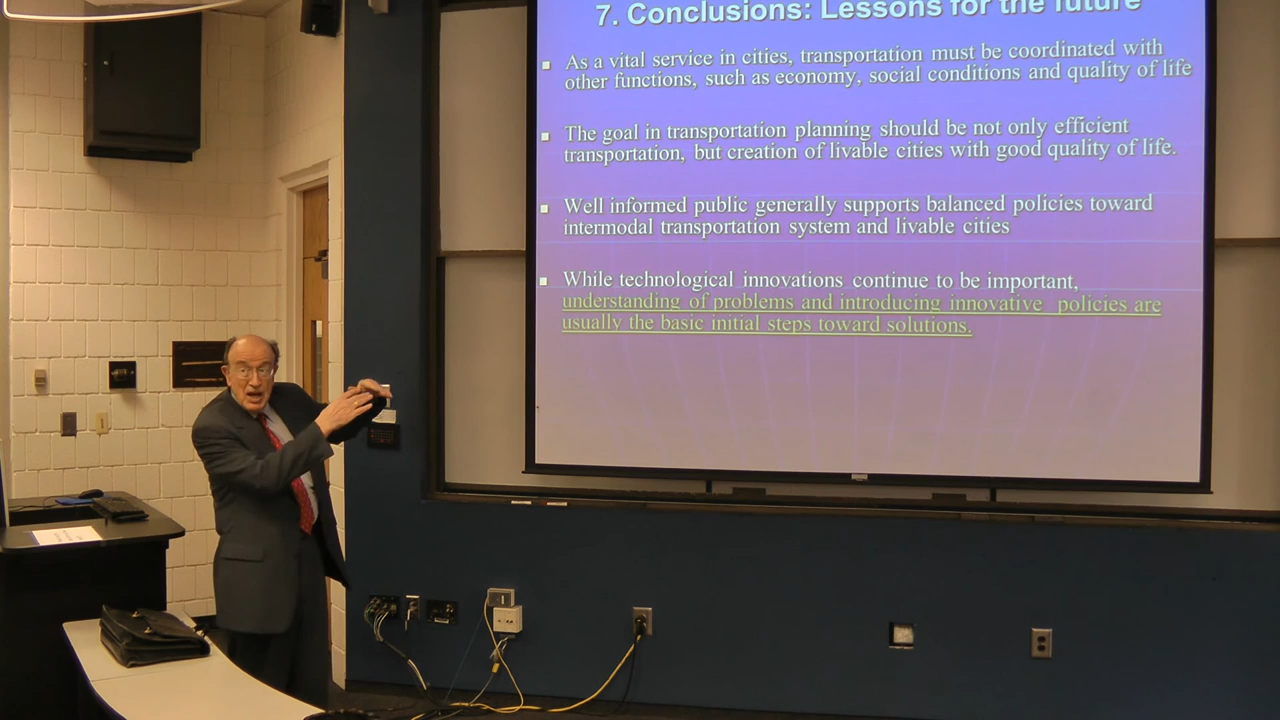 7. Conclusions: Lessons for the future
As a vital service in cities, transportation must be coordinated with
other functions, such as economy, social conditions and quality of life
The goal in transportation planning should be not only efficient
transportation, but creation of livable cities with good quality of life.
Well informed public generally supports balanced policies toward
intermodal transportation system and livable cities
While technological innovations continue to be important,
understanding of problems and introducing innovative policies are
usually the basic initial steps toward solutions.